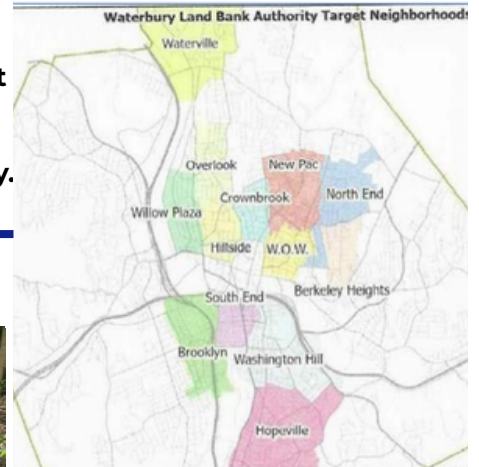 Waterbury Land Bank Authority Target Neighborhoods
Waterville
t
y.
Overlook
New Pac
Crownbrook
North End
Willow Plaza
Hillside
W.O.W.
Berkeley Heights
South End
Brooklyn
Washington Hill
Hopeville